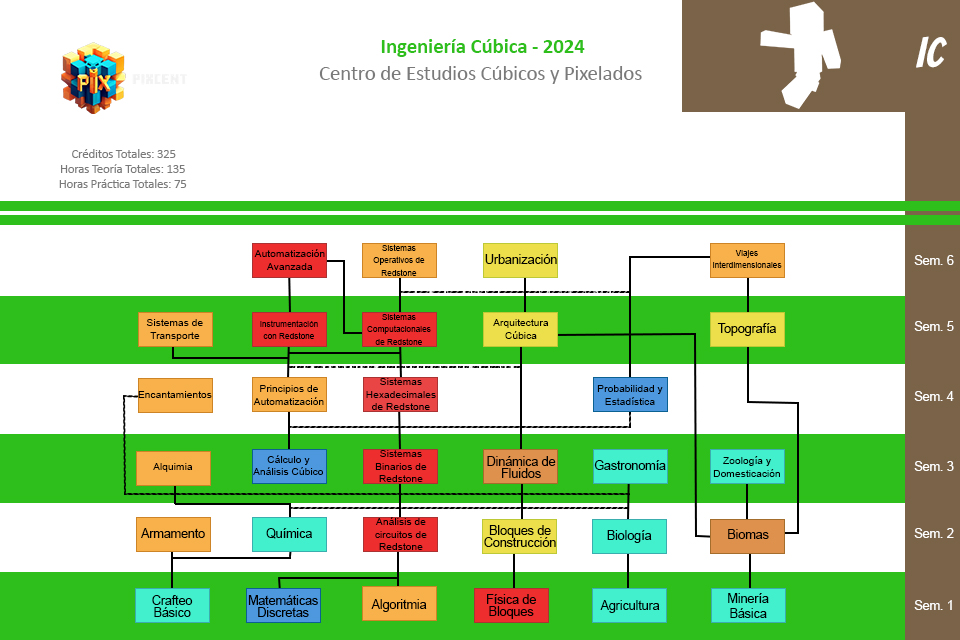 Ingeniería Cúbica - 2024
Centro de Estudios Cúbicos y Pixelados
IC
PIX
PIXLENT
Créditos Totales: 325
Horas Teoría Totales: 135
Horas Práctica Totales: 75
Automatización
Avanzada
Sistemas
Operativos de
Redstone
Urbanización
Viajes
Interdimensionales
Sem. 6
Sistemas de
Transporte
Instrumentación
con Redstone
Sistemas
Computacionales
de Redstone
Arquitectura
Cúbica
Topografía
Sem. 5
Encantamientos
Principios de
Automatización
Sistemas
Hexadecimales
de Redstone
Probabilidad y
Estadística
Sem. 4
Alquimia
Cálculo y
Análisis Cúbico
Sistemas
Binarios de
Redstone
Dinámica de
Fluidos
Gastronomía
Zoología y
Domesticación
Sem. 3
Armamento
Química
Análisis de
circuitos de
Redstone
Bloques de
Construcción
Biología
Biomas
Sem. 2
Crafteo
Básico
Matemáticas
Discretas
Algoritmia
Física de
Bloques
Agricultura
Minería
Básica
Sem. 1